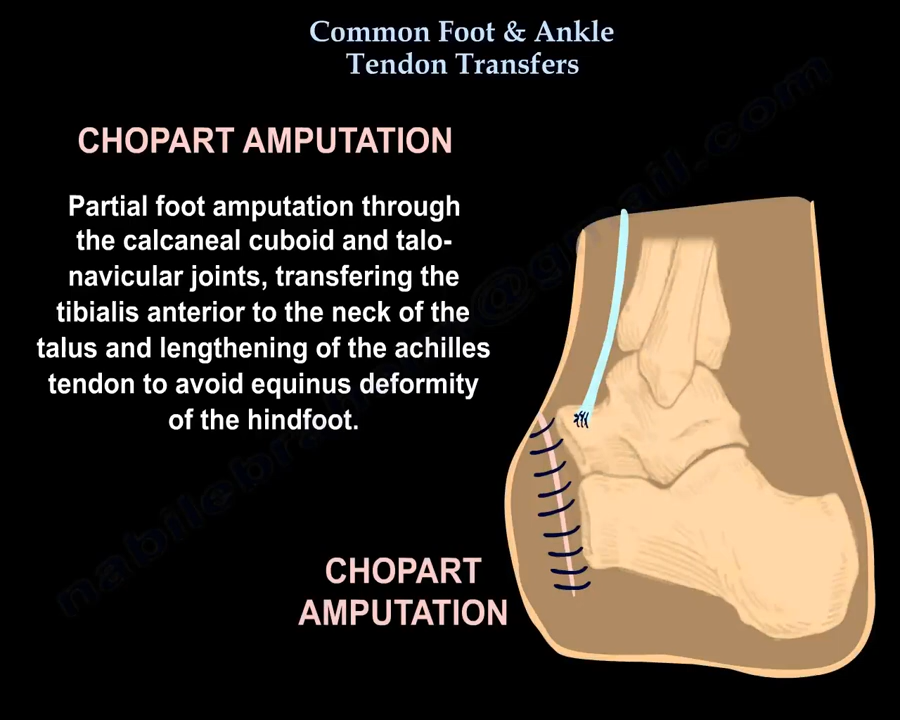 Common Foot & Ankle
Tendon Transfers
CHOPART AMPUTATION
Partial foot amputation through
the calcaneal cuboid and talo-
navicular joints, transfering the
tibialis anterior to the neck of the
talus and lengthening of the achilles
tendon to avoid equinus deformity
of the hindfoot.
CHOPART
AMPUTATION